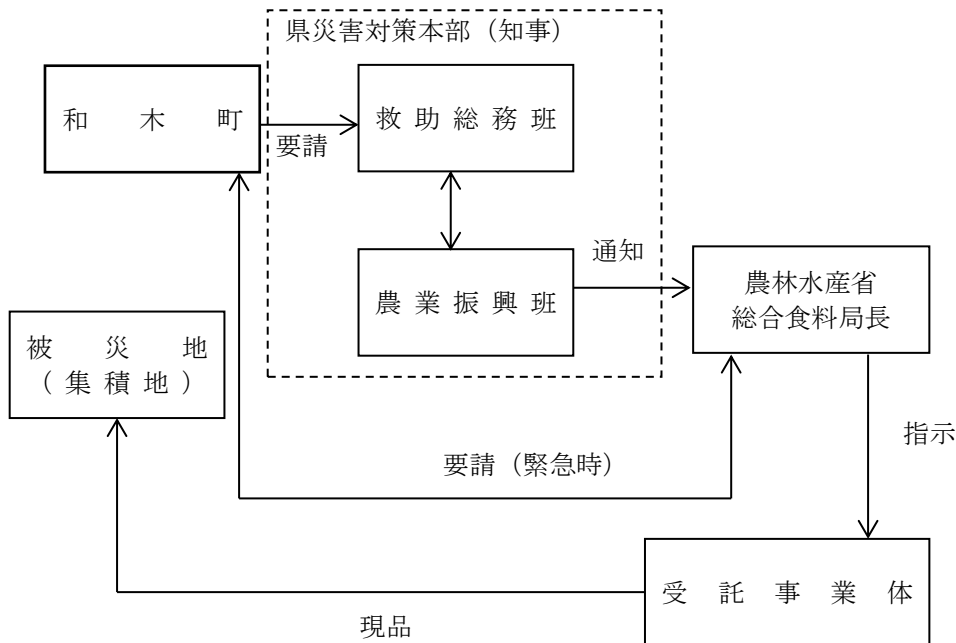 県災害対策本部（知事）
和木町
要請
救助総務班
農業振興班
通知
農林水産省
総合食料局長
被災地
（集積地）
指示
要請（緊急時）
受託事業体
現品